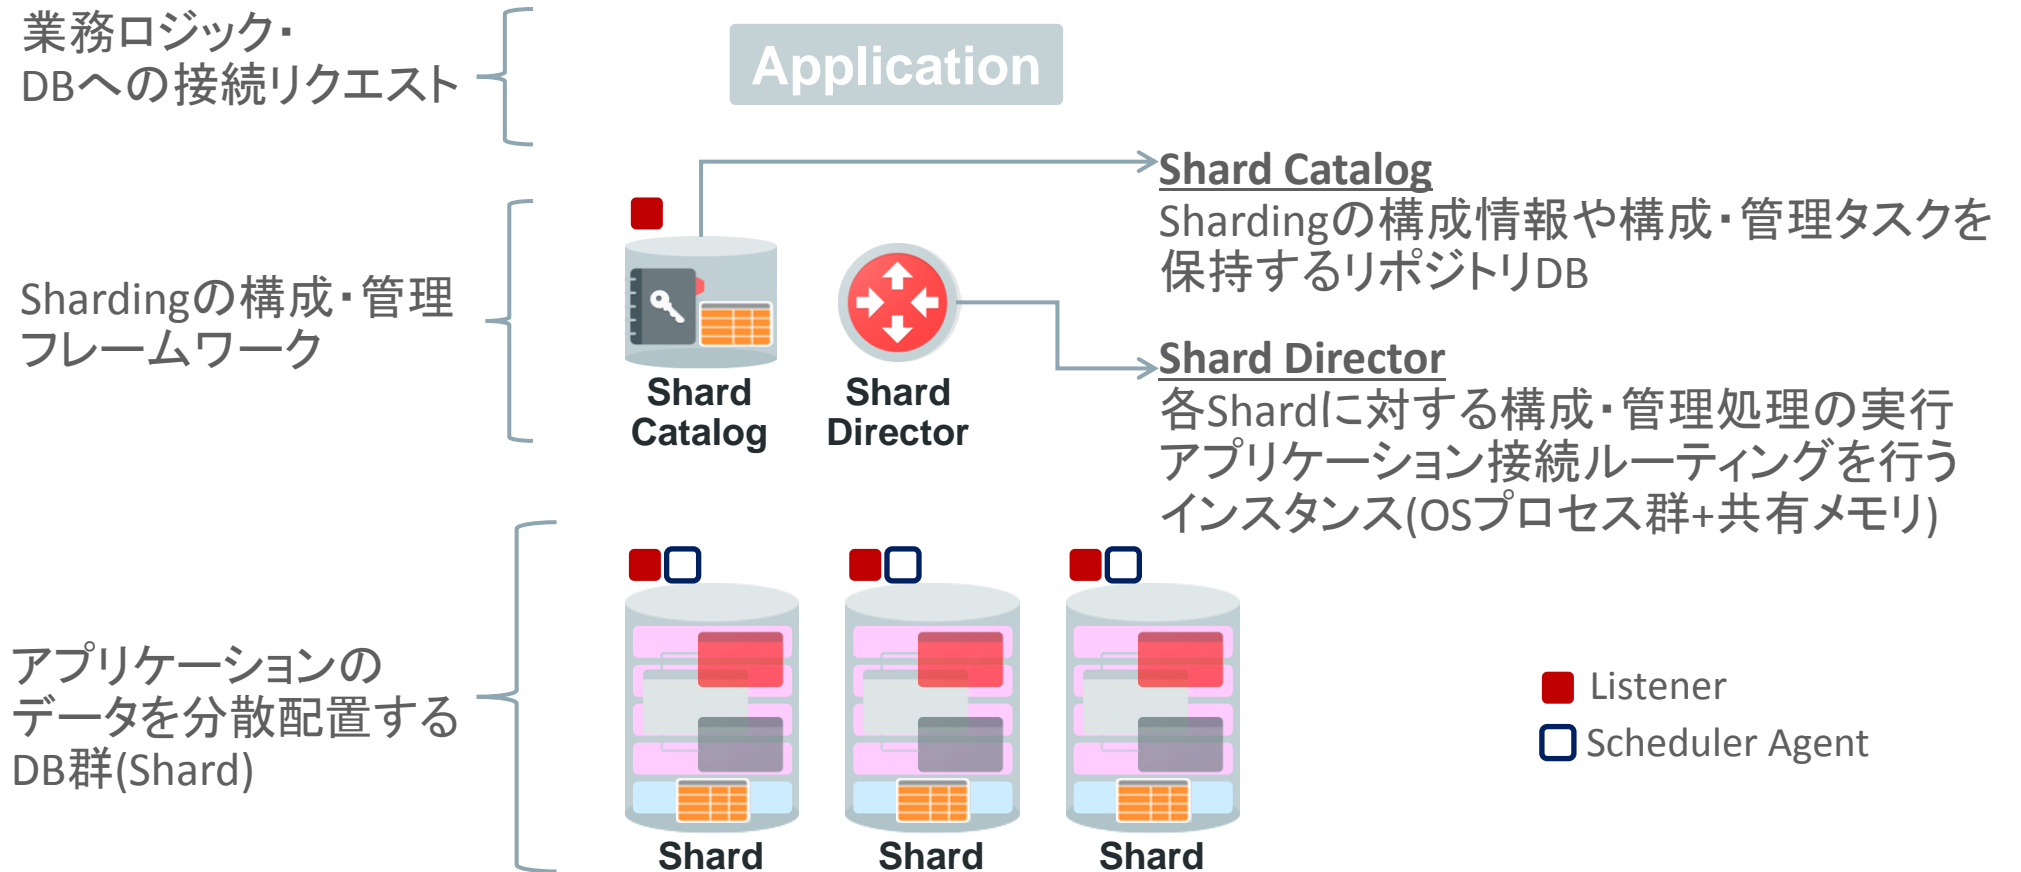 業務ロジック・
DBへの接続リクエスト
Application
Shardingの構成・管理
フレームワーク
Shard
Catalog
Shard
Director
Shard Catalog
Shardingの構成情報や構成・管理タスクを
保持するリポジトリDB
Shard Director
各Shardに対する構成・管理処理の実行
アプリケーション接続ルーティングを行う
インスタンス(OSプロセス群+共有メモリ)
アプリケーションの
データを分散配置する
DB群(Shard)
Shard
Shard
Shard
Listener
Scheduler Agent